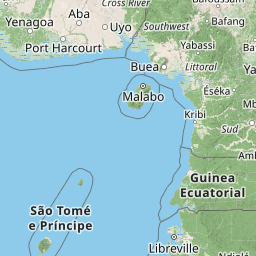 Cross River
Yenagoa
Aba
Uyo
Southwest
Bafang
Port Harcourt
Yabassi
Buea
Littoral
Malabo
Éséka
Kribi
Sud
Guinea
Ecuatorial
São Tomé
e Príncipe
Libreville